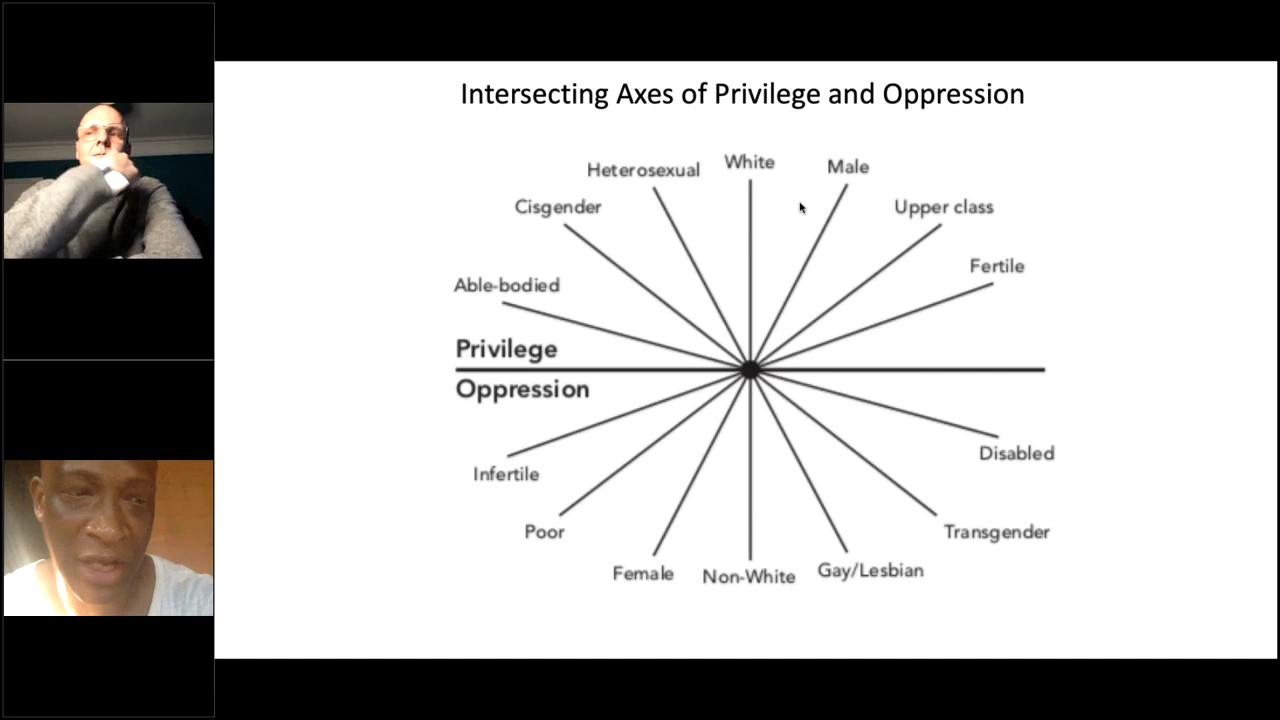 Intersecting Axes of Privilege and Oppression
White
Male
Heterosexual
Cisgender
Upper class
Fertile
Able-bodied
Privilege
Oppression
Disabled
Infertile
Poor
Transgender
Female
Non-White
Gay/Lesbian